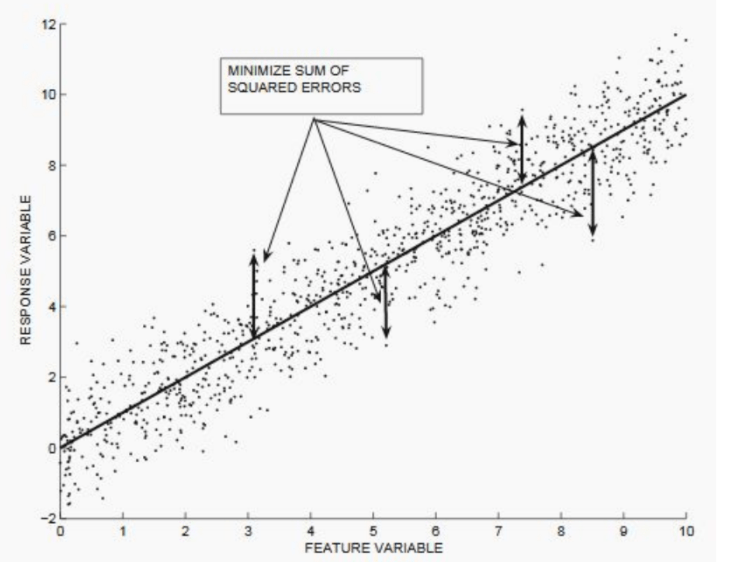 12
MINIMIZE SUM OF
SQUARED ERRORS
10
8
6
4
2
0
−2
RESPONSE VARIABLE
0 1 2 3 4 5 6 7 8 9 10
FEATURE VARIABLE